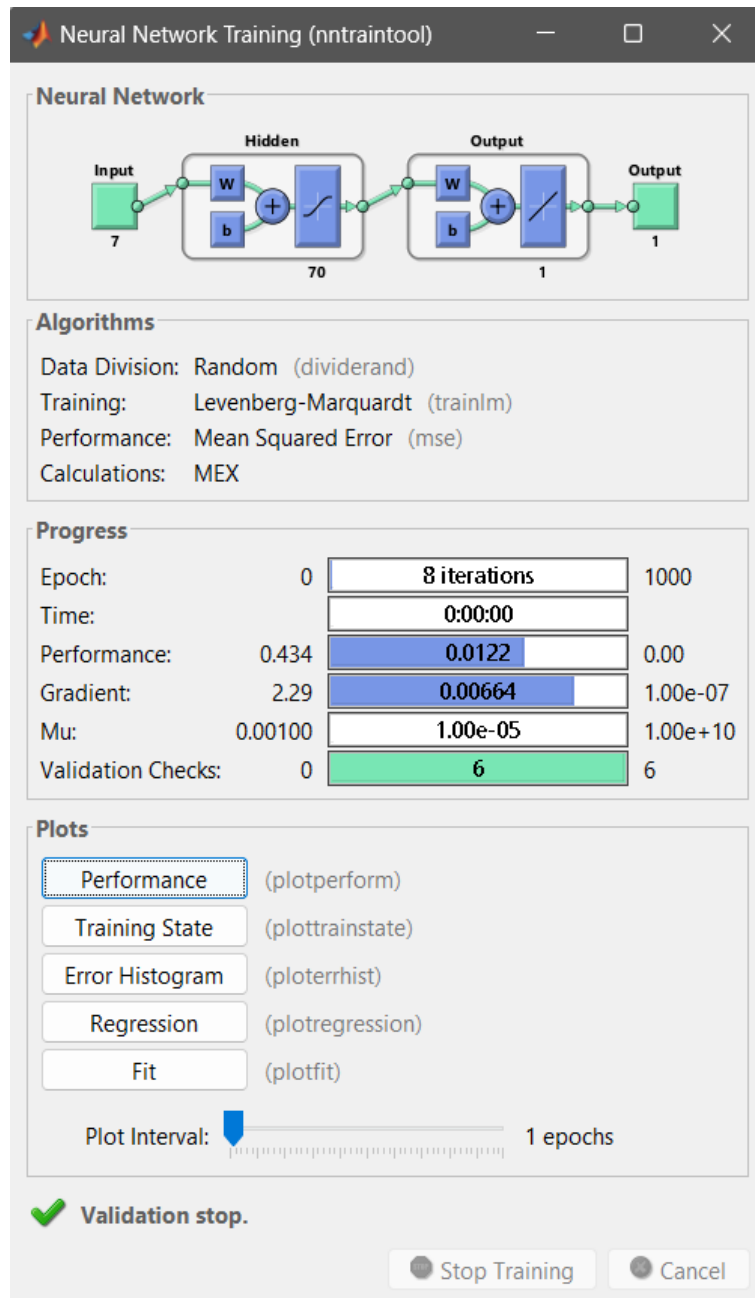 Neural Network Training (nntraintool)
Neural Network
Hidden Output
Input Output
W W
+ +
b b
7 1
70 1
Algorithms
Data Division: Random (dividerand)
Training: Levenberg-Marquardt (trainlm)
Performance: Mean Squared Error (mse)
Calculations: MEX
Progress
Epoch: 0 8 iterations 1000
Time: 0:00:00
Performance: 0.434 0.0122 0.00
Gradient: 2.29 0.00664 1.00e-07
Mu: 0.00100 1.00e-05 1.00e+10
Validation Checks: 0 6 6
Plots
Performance (plotperform)
Training State (plottrainstate)
Error Histogram (ploterrhist)
Regression (plotregression)
Fit (plotfit)
Plot Interval: 1 epochs
Validation stop.
Stop Training Cancel